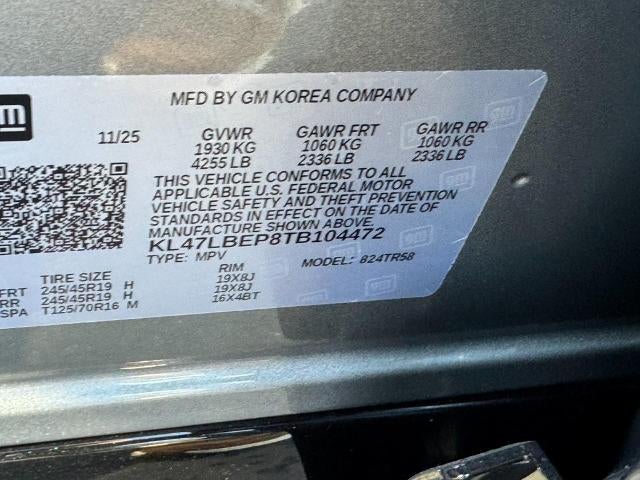 gm
MFD BY GM KOREA COMPANY
11/25 GVWR GAWR FRT GAWR RR
1930 KG 1060 KG 1060 KG
4255 LB 2336 LB 2336 LB
THIS VEHICLE CONFORMS TO ALL
APPLICABLE U.S. FEDERAL MOTOR
VEHICLE SAFETY AND THEFT PREVENTION
STANDARDS IN EFFECT ON THE DATE OF
MANUFACTURE SHOWN ABOVE.
KL47LBEP8TB104472
TYPE: MPV MODEL: 824TR58
TIRE SIZE RIM
FRT 245/45R19 H 19X8J
RR 245/45R19 H 19X8J
SPA T125/70R16 M 16X4BT